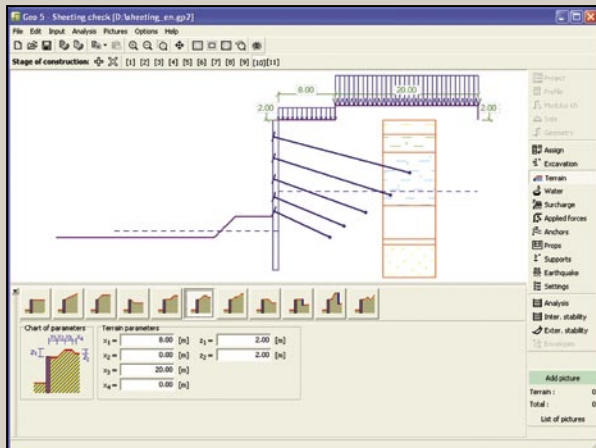 Geo 5 - Sheeting check [D:\sheeting_en.gp2]
File Edit Input Analysis Pictures Options Help
Stage of construction: [1] [2] [3] [4] [5] [6] [7] [8] [9] [10] [11]
8.00 20.00
2.00 2.00
Project
Profile
Modulus kh
Soils
Geometry
Assign
Excavation
Terrain
Water
Surcharge
Applied forces
Anchors
Props
Supports
Earthquake
Settings
Analysis
Inter. stability
Exter. stability
Envelopes
Add picture
Terrain : 0
Total : 0
List of pictures
Chart of parameters
Terrain parameters
x1 = 8.00 [m] z1 = 2.00 [m]
x2 = 0.00 [m] z2 = 2.00 [m]
x3 = 20.00 [m]
x4 = 0.00 [m]